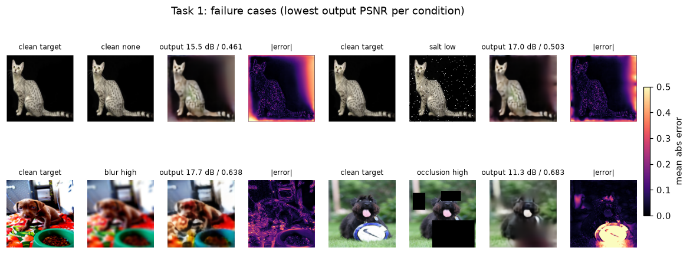 Task 1: failure cases (lowest output PSNR per condition)
clean target clean none output 15.5 dB / 0.461 |error| clean target salt low output 17.0 dB / 0.503 |error|
clean target blur high output 17.7 dB / 0.638 |error| clean target occlusion high output 11.3 dB / 0.683 |error|
0.5
0.4
0.3
0.2
0.1
0.0
mean abs error